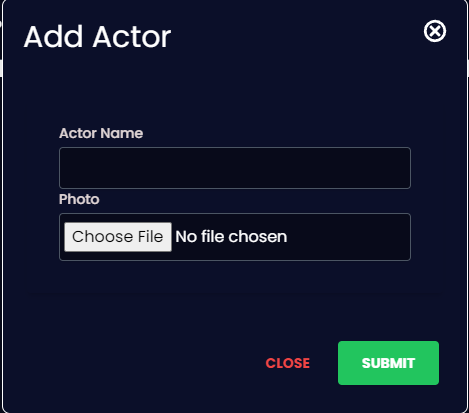 Add Actor
Actor Name
Photo
Choose File No file chosen
CLOSE SUBMIT